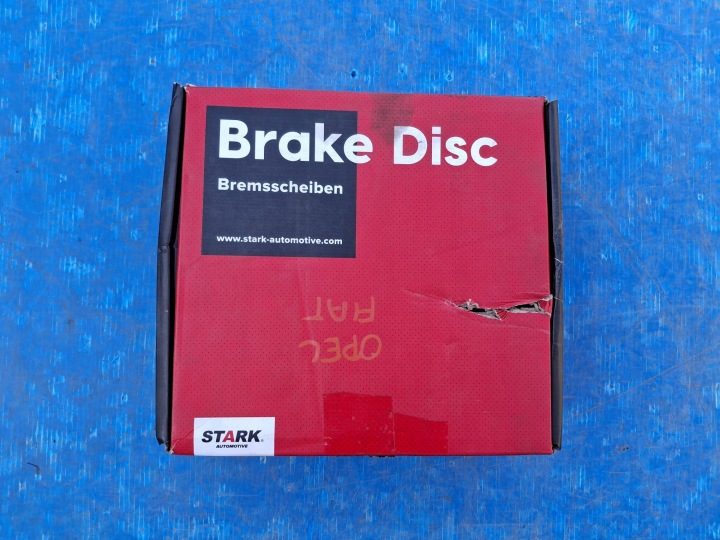 Brake Disc
Bremsscheiben
www.stark-automotive.com
OPEL
FIAT
STARK®
AUTOMOTIVE